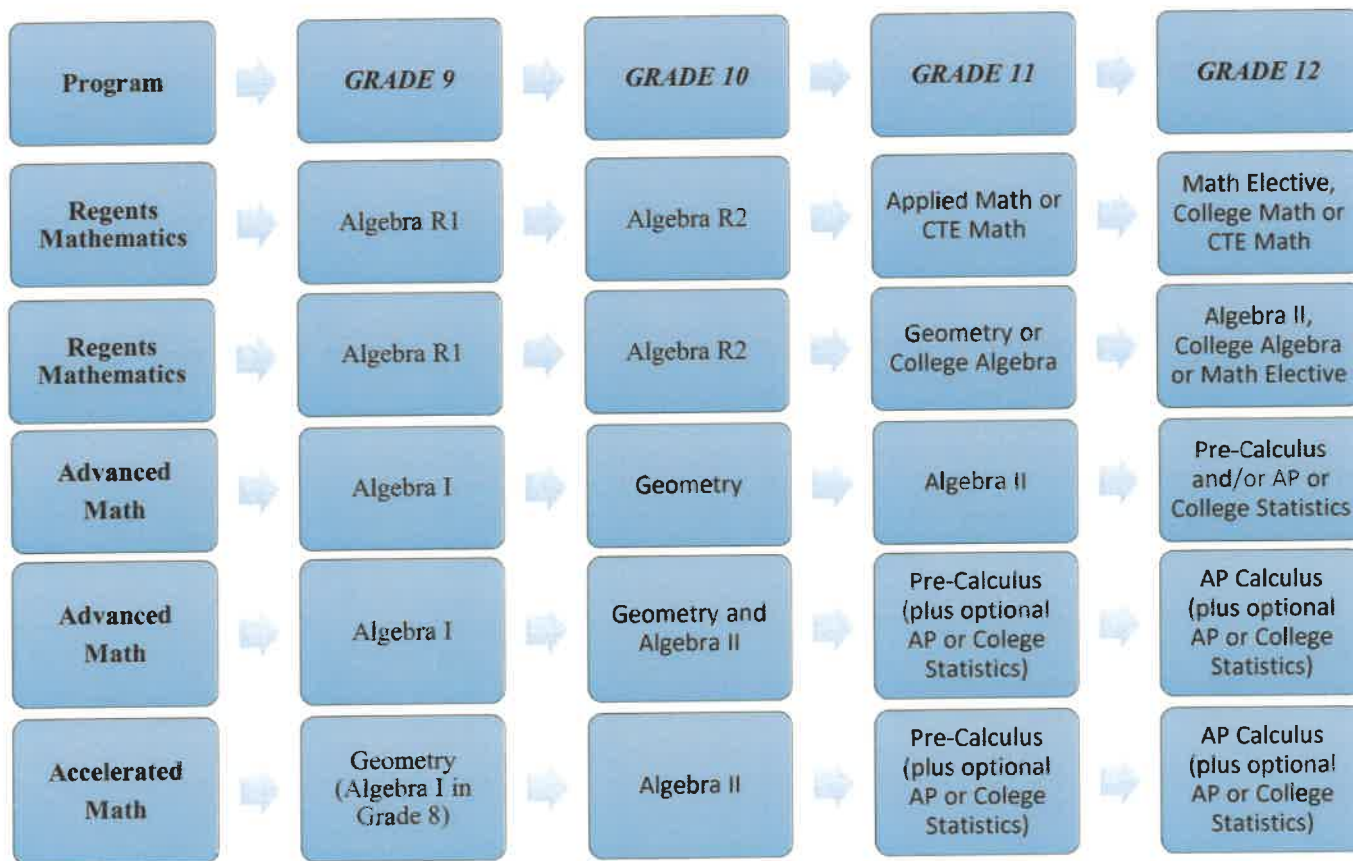 Program
GRADE 9
GRADE 10
GRADE 11
GRADE 12
Regents
Mathematics
Algebra R1
Algebra R2
Applied Math or
CTE Math
Math Elective,
College Math or
CTE Math
Regents
Mathematics
Algebra R1
Algebra R2
Geometry or
College Algebra
Algebra II,
College Algebra
or Math Elective
Advanced
Math
Algebra I
Geometry
Algebra II
Pre-Calculus
and/or AP or
College Statistics
Advanced
Math
Algebra I
Geometry and
Algebra II
Pre-Calculus
(plus optional
AP or Colege
Statistics)
AP Calculus
(plus optional
AP or College
Statistics)
Accelerated
Math
Geometry
(Algebra I in
Grade 8)
Algebra II
Pre-Calculus
(plus optional
AP or Colege
Statistics)
AP Calculus
(plus optional
AP or College
Statistics)